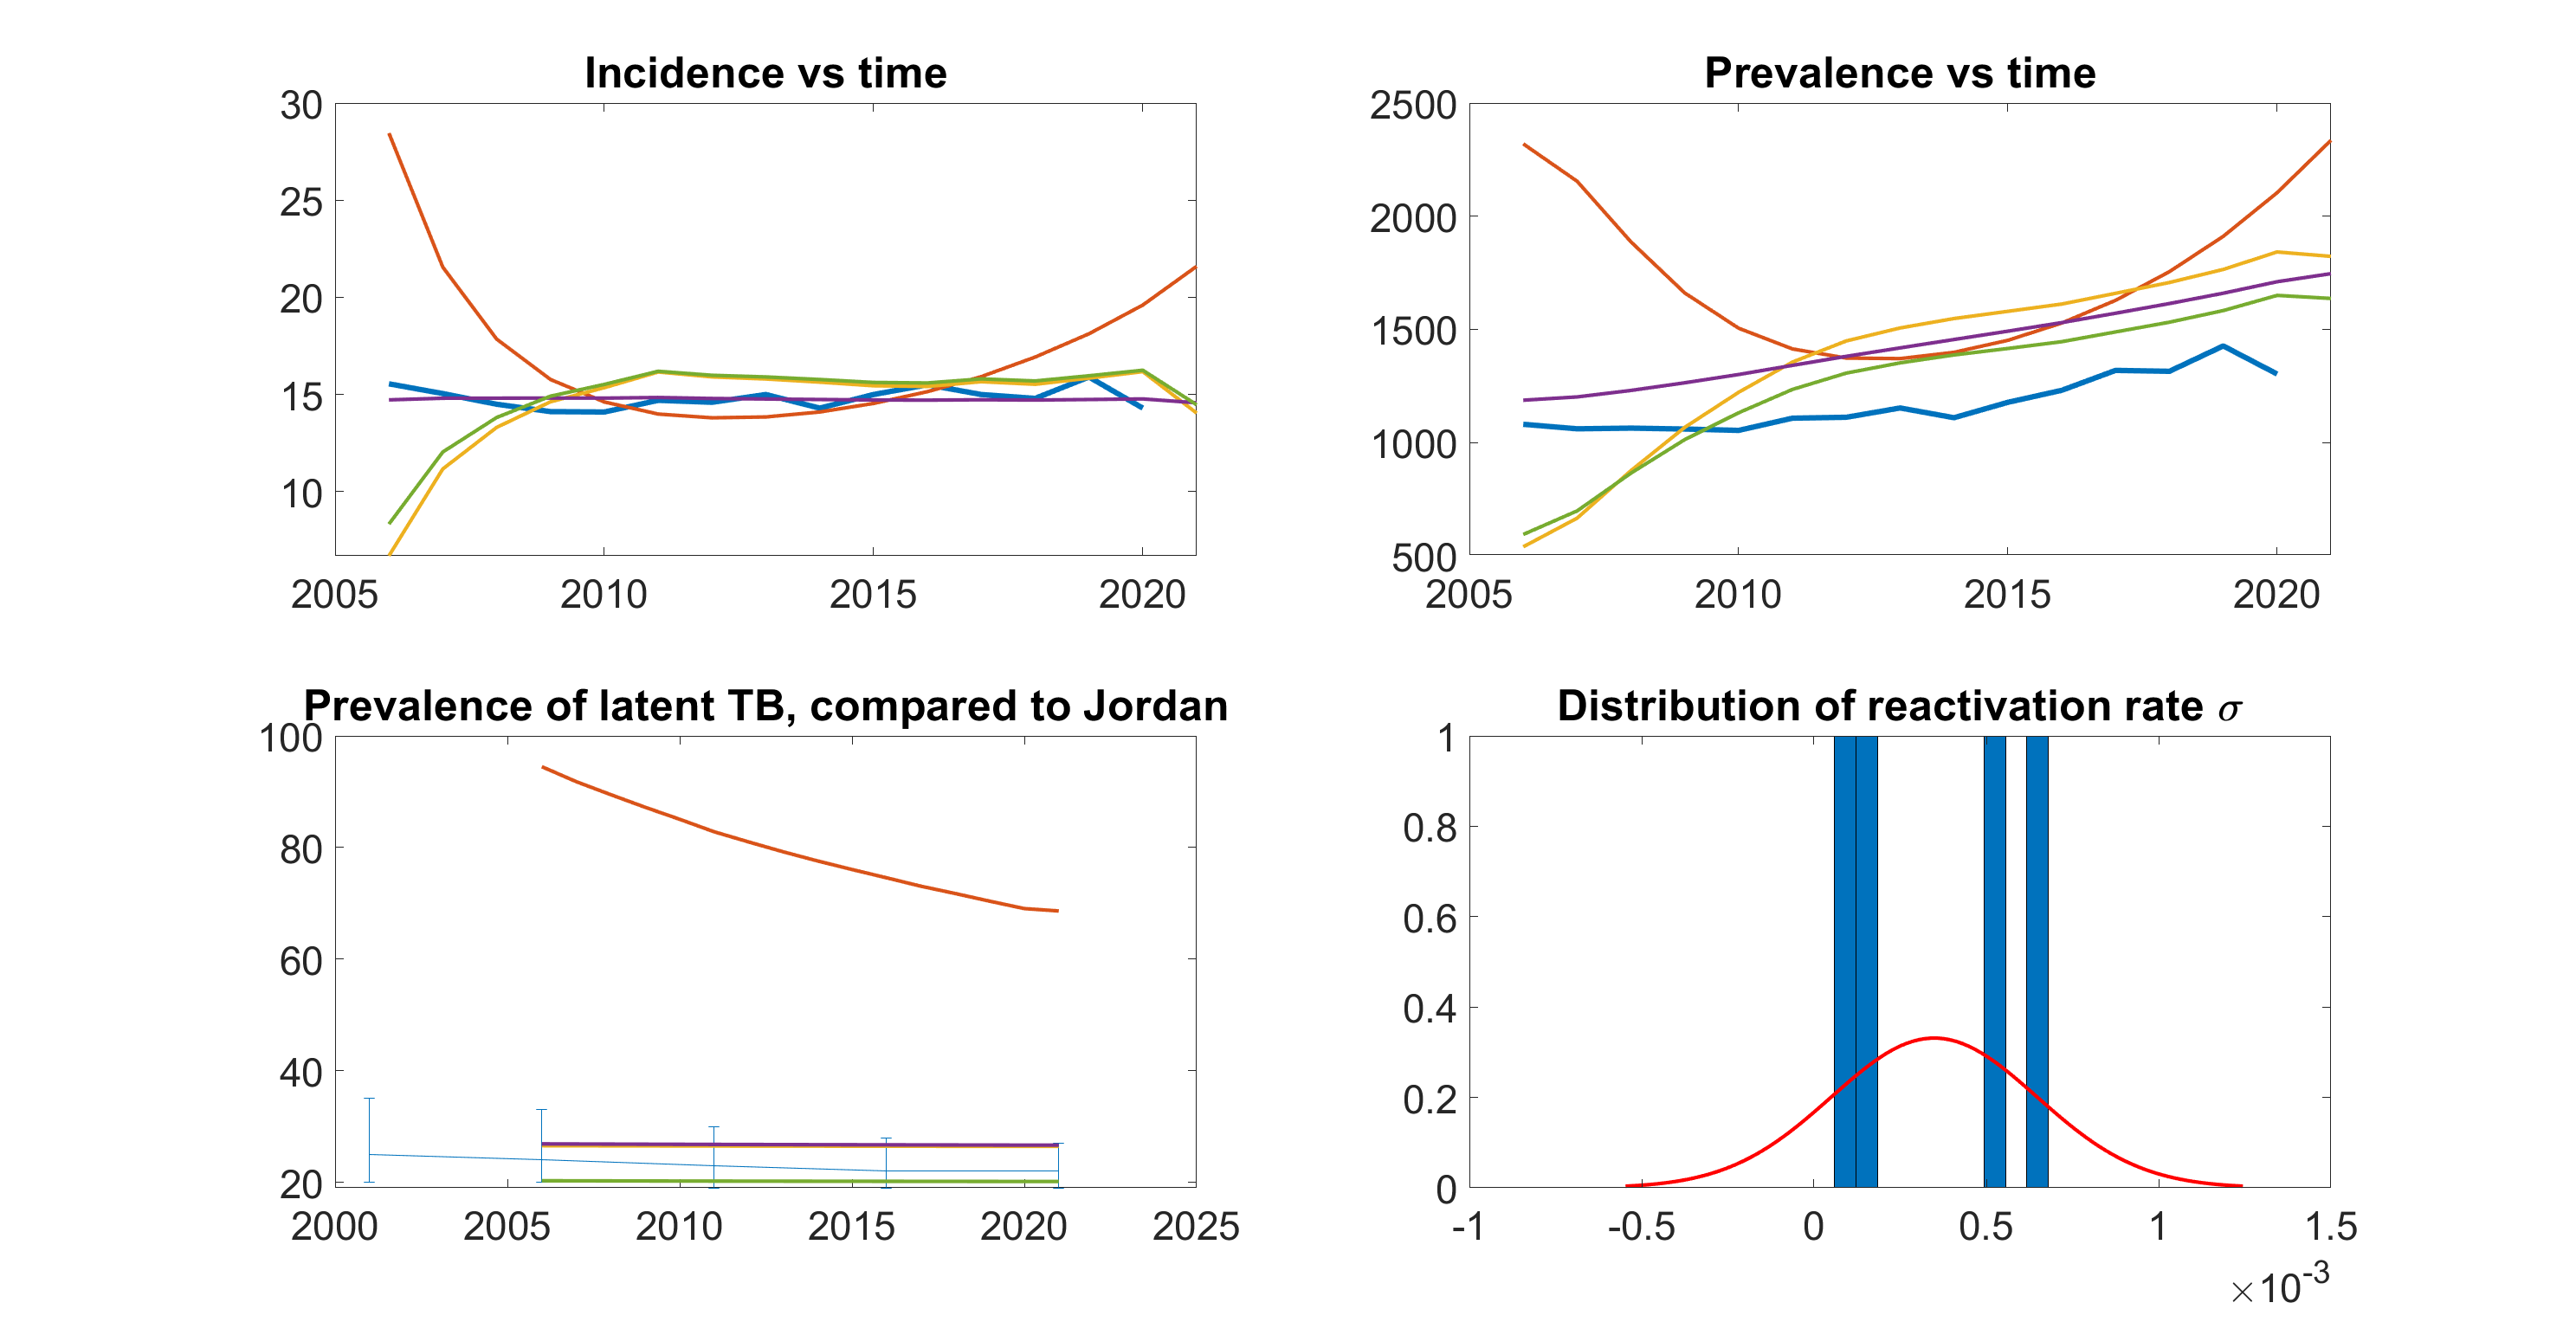 Incidence vs time
30
25
20
15
10
2005 2010 2015 2020
Prevalence vs time
2500
2000
1500
1000
500
2005 2010 2015 2020
Prevalence of latent TB, compared to Jordan
100
80
60
40
20
2000 2005 2010 2015 2020 2025
Distribution of reactivation rate σ
1
0.8
0.6
0.4
0.2
0
-1 -0.5 0 0.5 1 1.5
×10-3